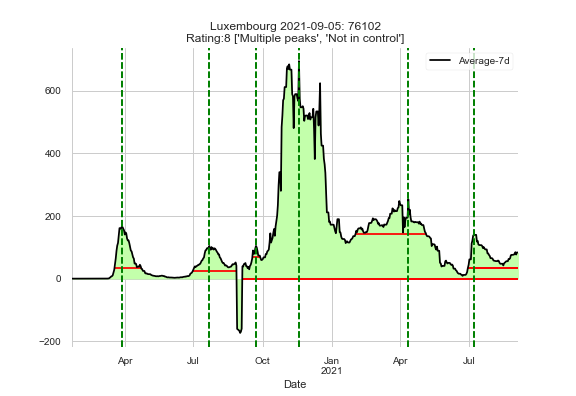 Luxembourg 2021-09-05: 76102
Rating:8 ['Multiple peaks', 'Not in control']
Average-7d
600
400
200
0
−200
Apr
Jul
Oct
Jan
2021
Apr
Jul
Date